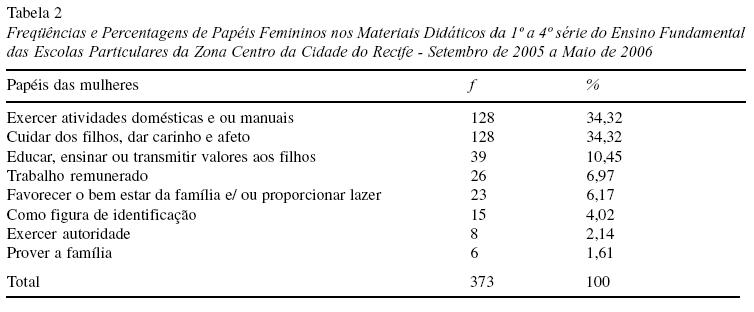 Tabela 2
Freqüências e Percentagens de Papéis Femininos nos Materiais Didáticos da 1º a 4º série do Ensino Fundamental
das Escolas Particulares da Zona Centro da Cidade do Recife - Setembro de 2005 a Maio de 2006
Papéis das mulheres f %
Exercer atividades domésticas e ou manuais 128 34,32
Cuidar dos filhos, dar carinho e afeto 128 34,32
Educar, ensinar ou transmitir valores aos filhos 39 10,45
Trabalho remunerado 26 6,97
Favorecer o bem estar da família e/ ou proporcionar lazer 23 6,17
Como figura de identificação 15 4,02
Exercer autoridade 8 2,14
Prover a família 6 1,61
Total 373 100